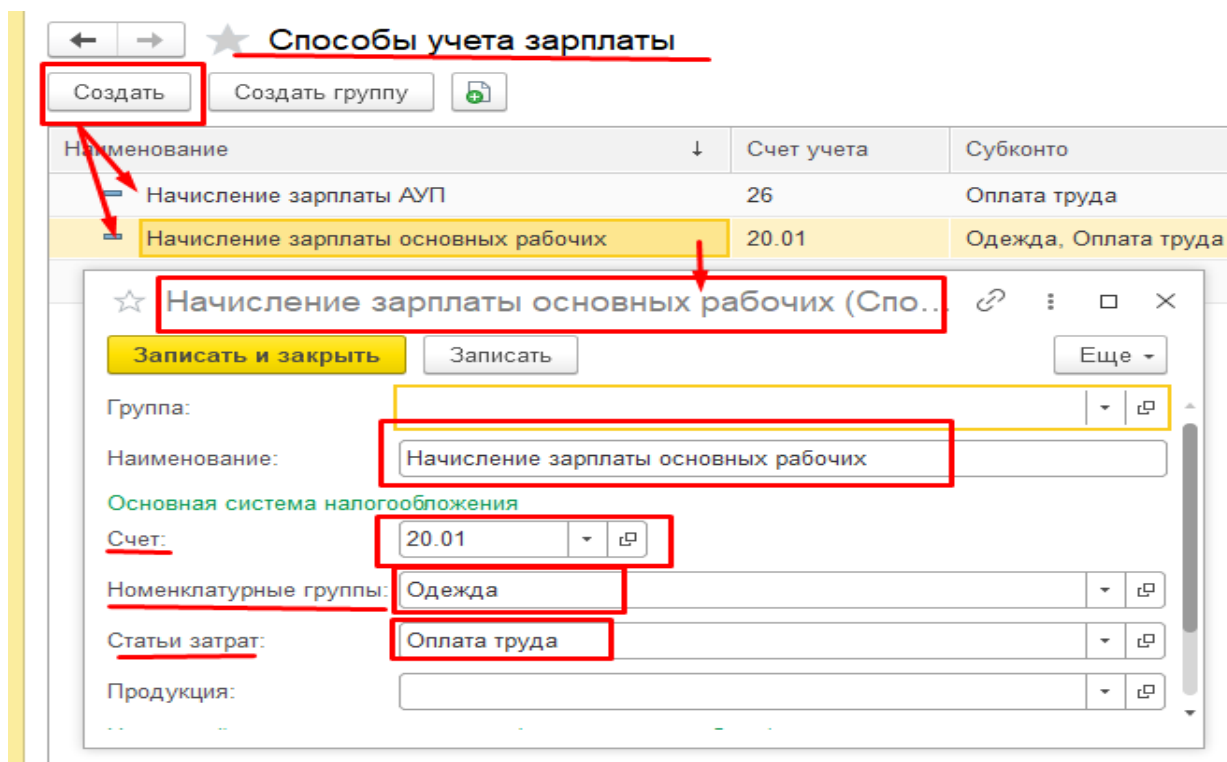 Способы учета зарплаты
Создать Создать группу
Наименование ↓ Счет учета Субконто
Начисление зарплаты АУП 26 Оплата труда
Начисление зарплаты основных рабочих 20.01 Одежда, Оплата труда
Начисление зарплаты основных рабочих (Спо...
Записать и закрыть Записать Еще
Группа:
Наименование: Начисление зарплаты основных рабочих
Основная система налогообложения
Счет: 20.01
Номенклатурные группы: Одежда
Статьи затрат: Оплата труда
Продукция: